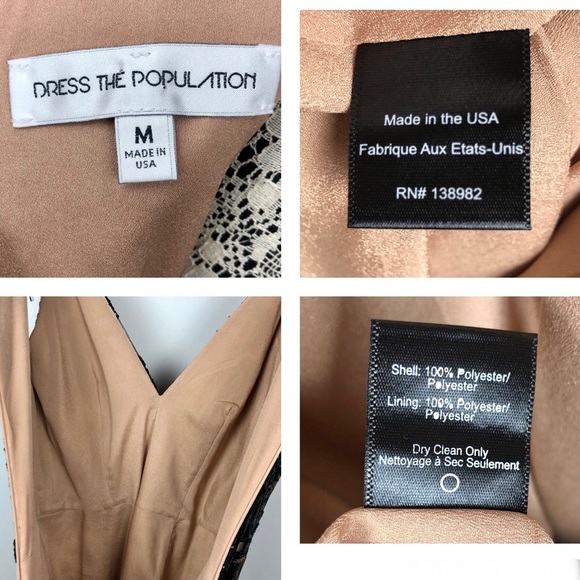 DRESS THE POPULATION
M
MADE IN
USA
Made in the USA
Fabrique Aux Etats-Unis
RN# 138982
Shell: 100% Polyester/
Polyester
Lining: 100% Polyester/
Polyester
Dry Clean Only
Nettoyage à Sec Seulement